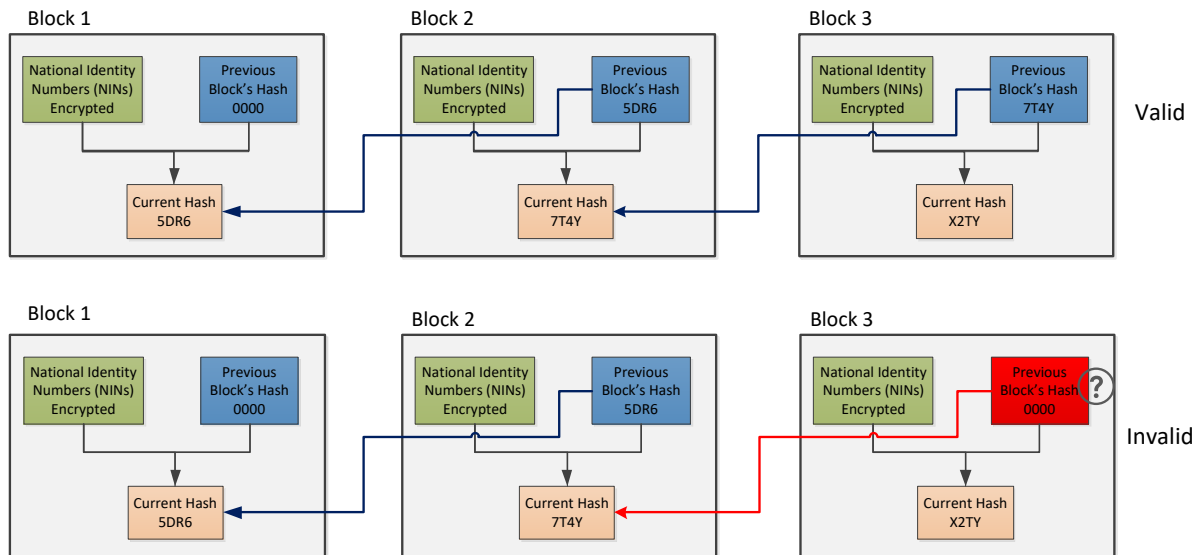 Block 1
Block 2
Block 3
National Identity
Numbers (NINs)
Encrypted
Previous
Block's Hash
0000
National Identity
Numbers (NINs)
Encrypted
Previous
Block's Hash
5DR6
National Identity
Numbers (NINs)
Encrypted
Previous
Block's Hash
7T4Y
Valid
Current Hash
5DR6
Current Hash
7T4Y
Current Hash
X2TY
Block 1
Block 2
Block 3
National Identity
Numbers (NINs)
Encrypted
Previous
Block's Hash
0000
National Identity
Numbers (NINs)
Encrypted
Previous
Block's Hash
5DR6
National Identity
Numbers (NINs)
Encrypted
Previous
Block's Hash
0000
?
Invalid
Current Hash
5DR6
Current Hash
7T4Y
Current Hash
X2TY